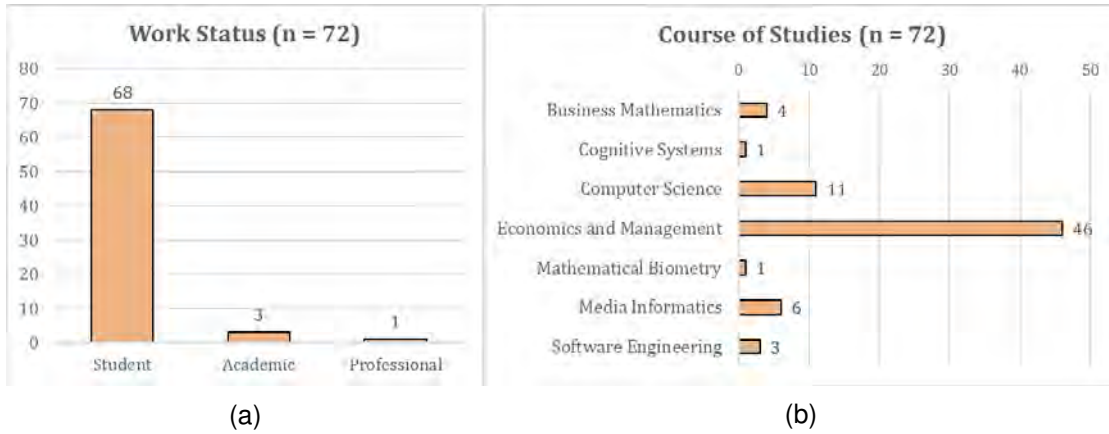 Work Status (n = 72)
80
70
60
50
40
30
20
10
0
68
3
1
Student Academic Professional
(a)
Course of Studies (n = 72)
0 10 20 30 40 50
Business Mathematics 4
Cognitive Systems 1
Computer Science 11
Economics and Management 46
Mathematical Biometry 1
Media Informatics 6
Software Engineering 3
(b)